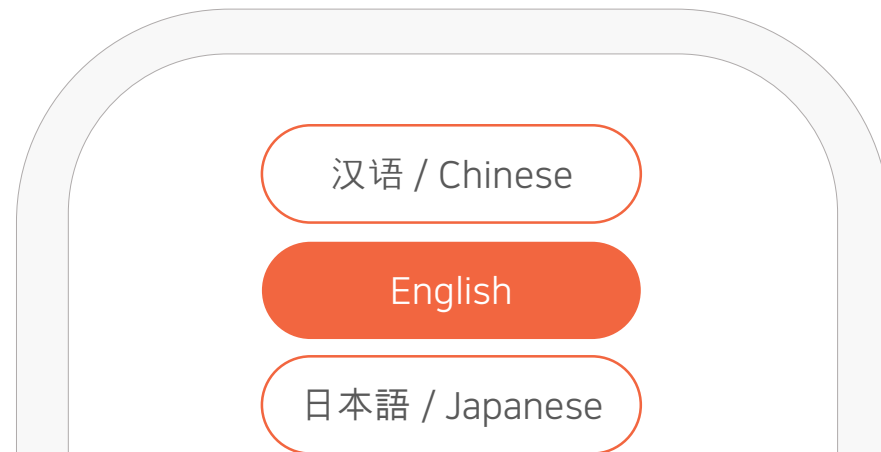 汉语 / Chinese
English
日本語 / Japanese